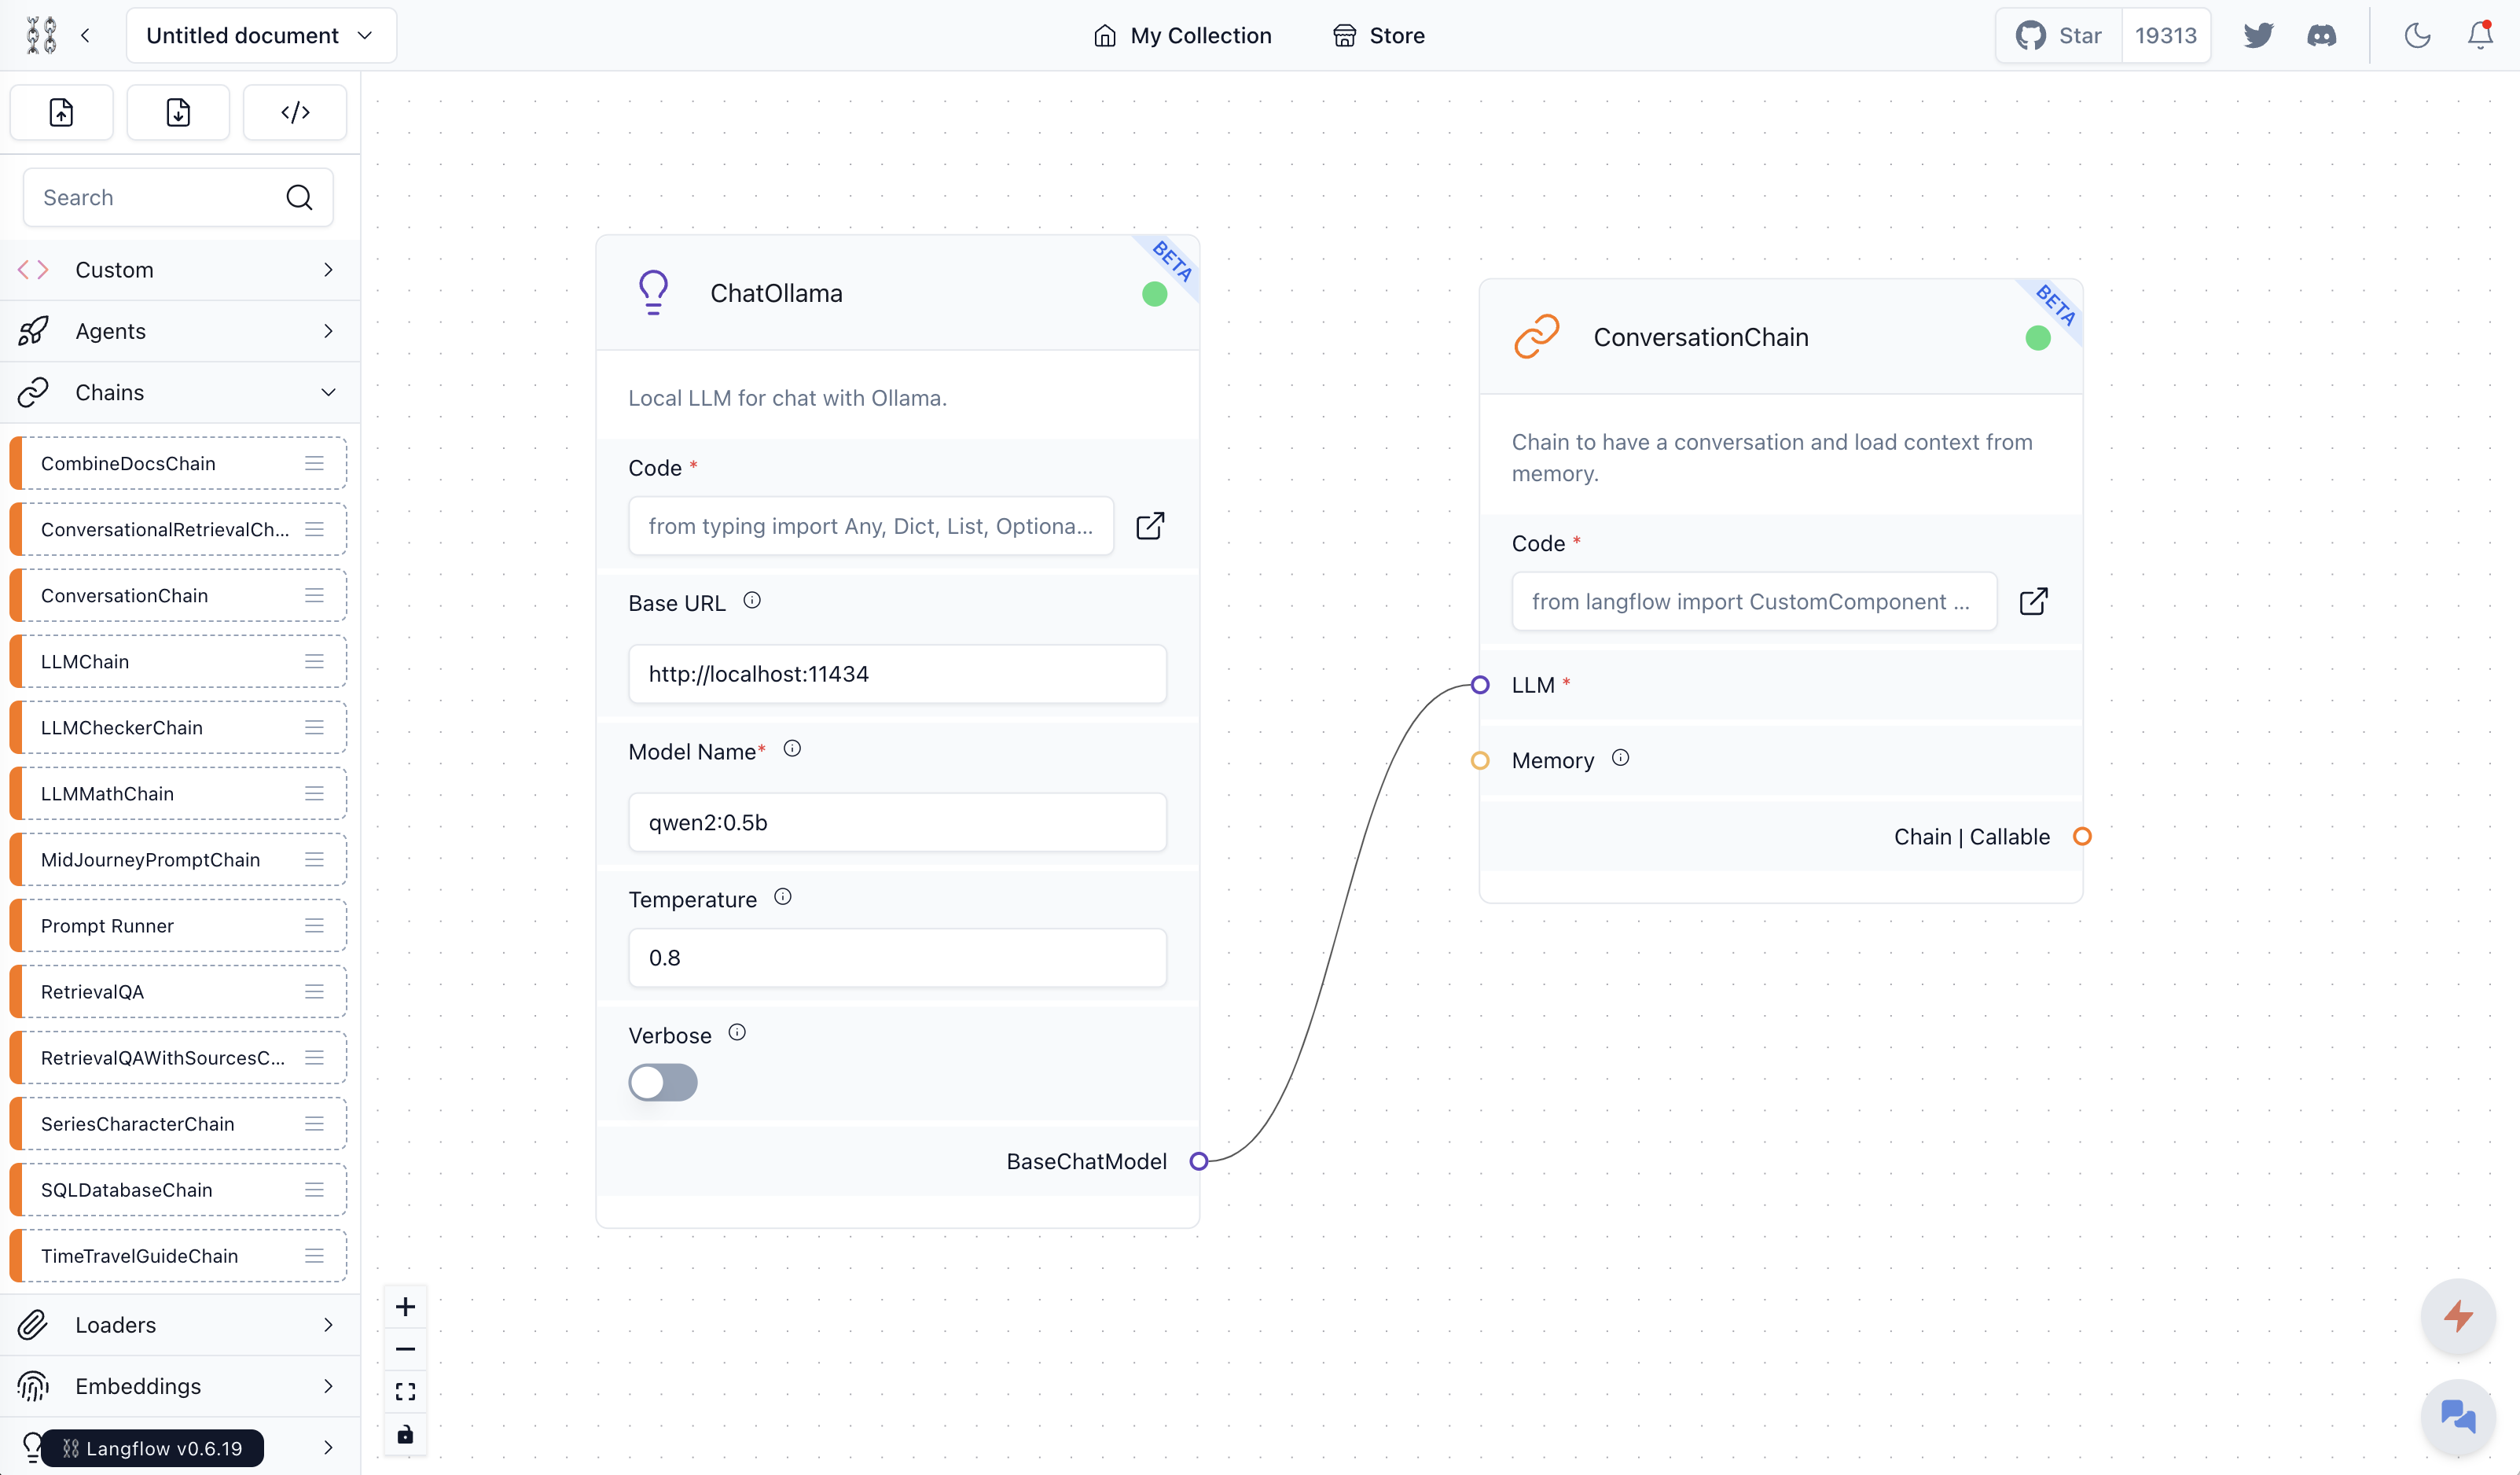 Untitled document
My Collection
Store
Star
19313
Search
Custom
Agents
Chains
CombineDocsChain
ConversationalRetrievalCh...
ConversationChain
LLMChain
LLMCheckerChain
LLMMathChain
MidJourneyPromptChain
Prompt Runner
RetrievalQA
RetrievalQAWithSourcesC...
SeriesCharacterChain
SQLDatabaseChain
TimeTravelGuideChain
Loaders
Embeddings
Langflow v0.6.19
BETA
ChatOllama
Local LLM for chat with Ollama.
Code *
from typing import Any, Dict, List, Optiona...
Base URL
http://localhost:11434
Model Name*
qwen2:0.5b
Temperature
0.8
Verbose
BaseChatModel
BETA
ConversationChain
Chain to have a conversation and load context from
memory.
Code *
from langflow import CustomComponent ...
LLM *
Memory
Chain | Callable